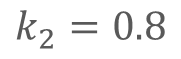 k₂ = 0.8